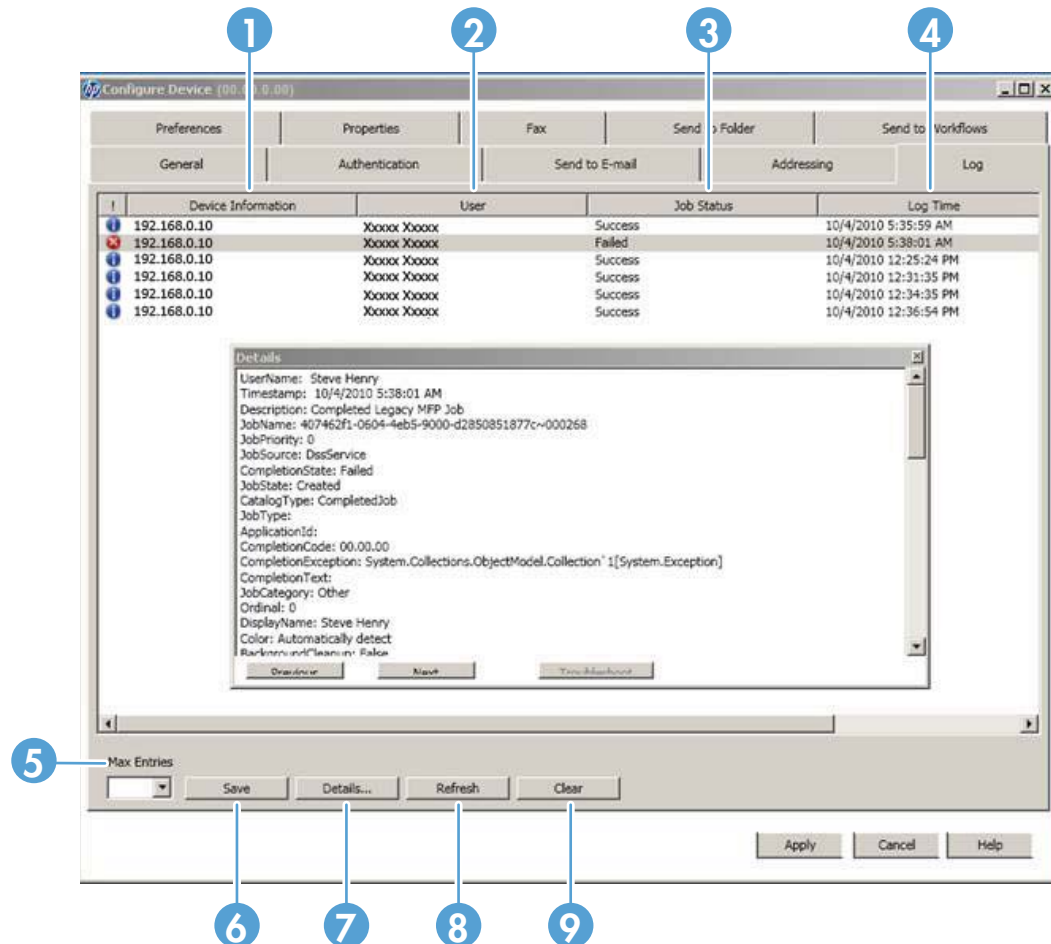 1 2 3 4
hp Configure Device (00.00.0.00)
Preferences Properties Fax Send to Folder Send to Workflows
General Authentication Send to E-mail Addressing Log
! Device Information User Job Status Log Time
192.168.0.10 Xxxxx Xxxxx Success 10/4/2010 5:35:59 AM
192.168.0.10 Xxxxx Xxxxx Failed 10/4/2010 5:38:01 AM
192.168.0.10 Xxxxx Xxxxx Success 10/4/2010 12:25:24 PM
192.168.0.10 Xxxxx Xxxxx Success 10/4/2010 12:31:35 PM
192.168.0.10 Xxxxx Xxxxx Success 10/4/2010 12:34:35 PM
192.168.0.10 Xxxxx Xxxxx Success 10/4/2010 12:36:54 PM
Details
UserName: Steve Henry
Timestamp: 10/4/2010 5:38:01 AM
Description: Completed Legacy MFP Job
JobName: 407462f1-0604-4eb5-9000-d2850851877c~000268
JobPriority: 0
JobSource: DssService
CompletionState: Failed
JobState: Created
CatalogType: CompletedJob
JobType:
ApplicationId:
CompletionCode: 00.00.00
CompletionException: System.Collections.ObjectModel.Collection`1[System.Exception]
CompletionText:
JobCategory: Other
Ordinal: 0
DisplayName: Steve Henry
Color: Automatically detect
BackgroundCleanup: False
Previous Next Troubleshoot
5 Max Entries
Save Details... Refresh Clear
Apply Cancel Help
6 7 8 9